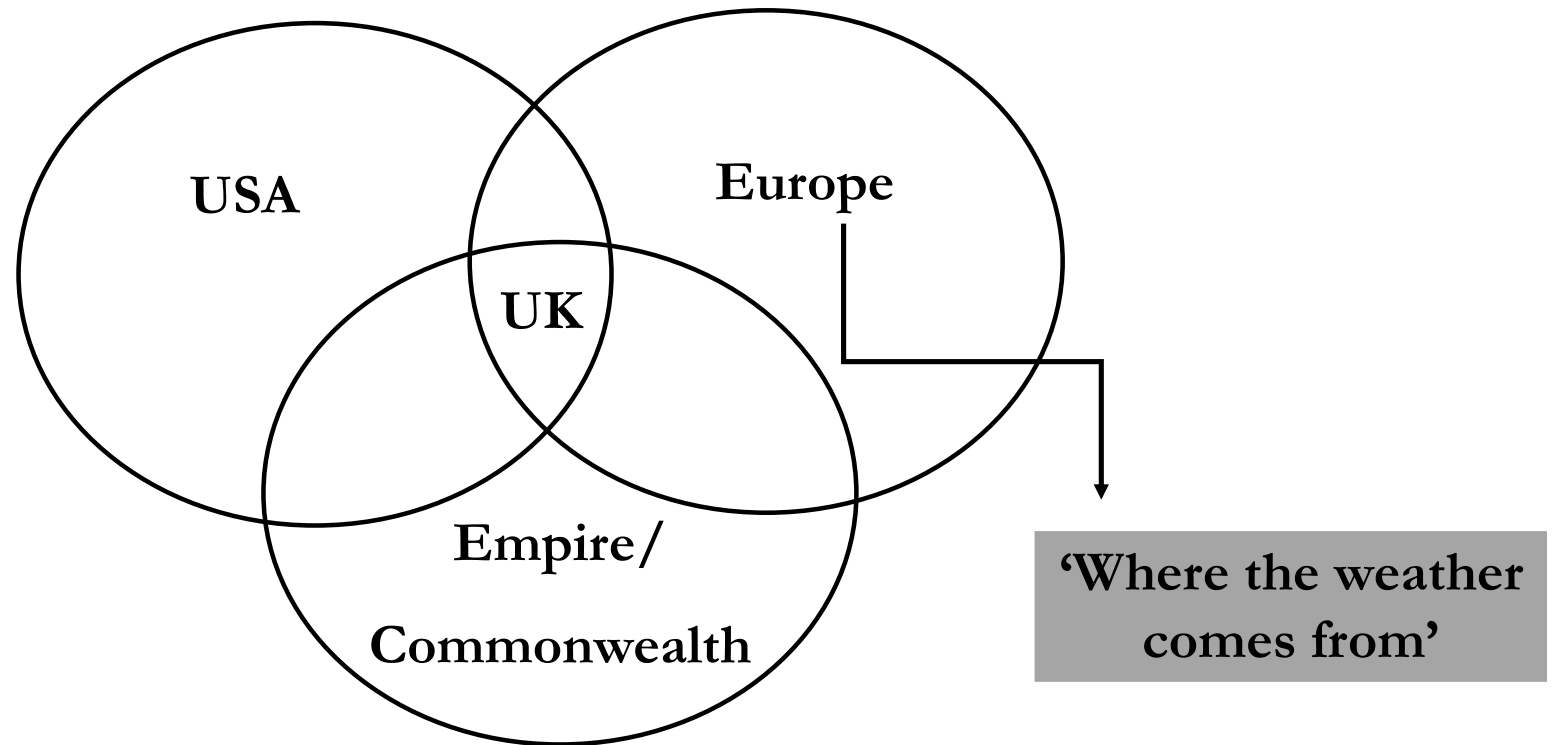 USA
Europe
UK
Empire/
Commonwealth
‘Where the weather
comes from’